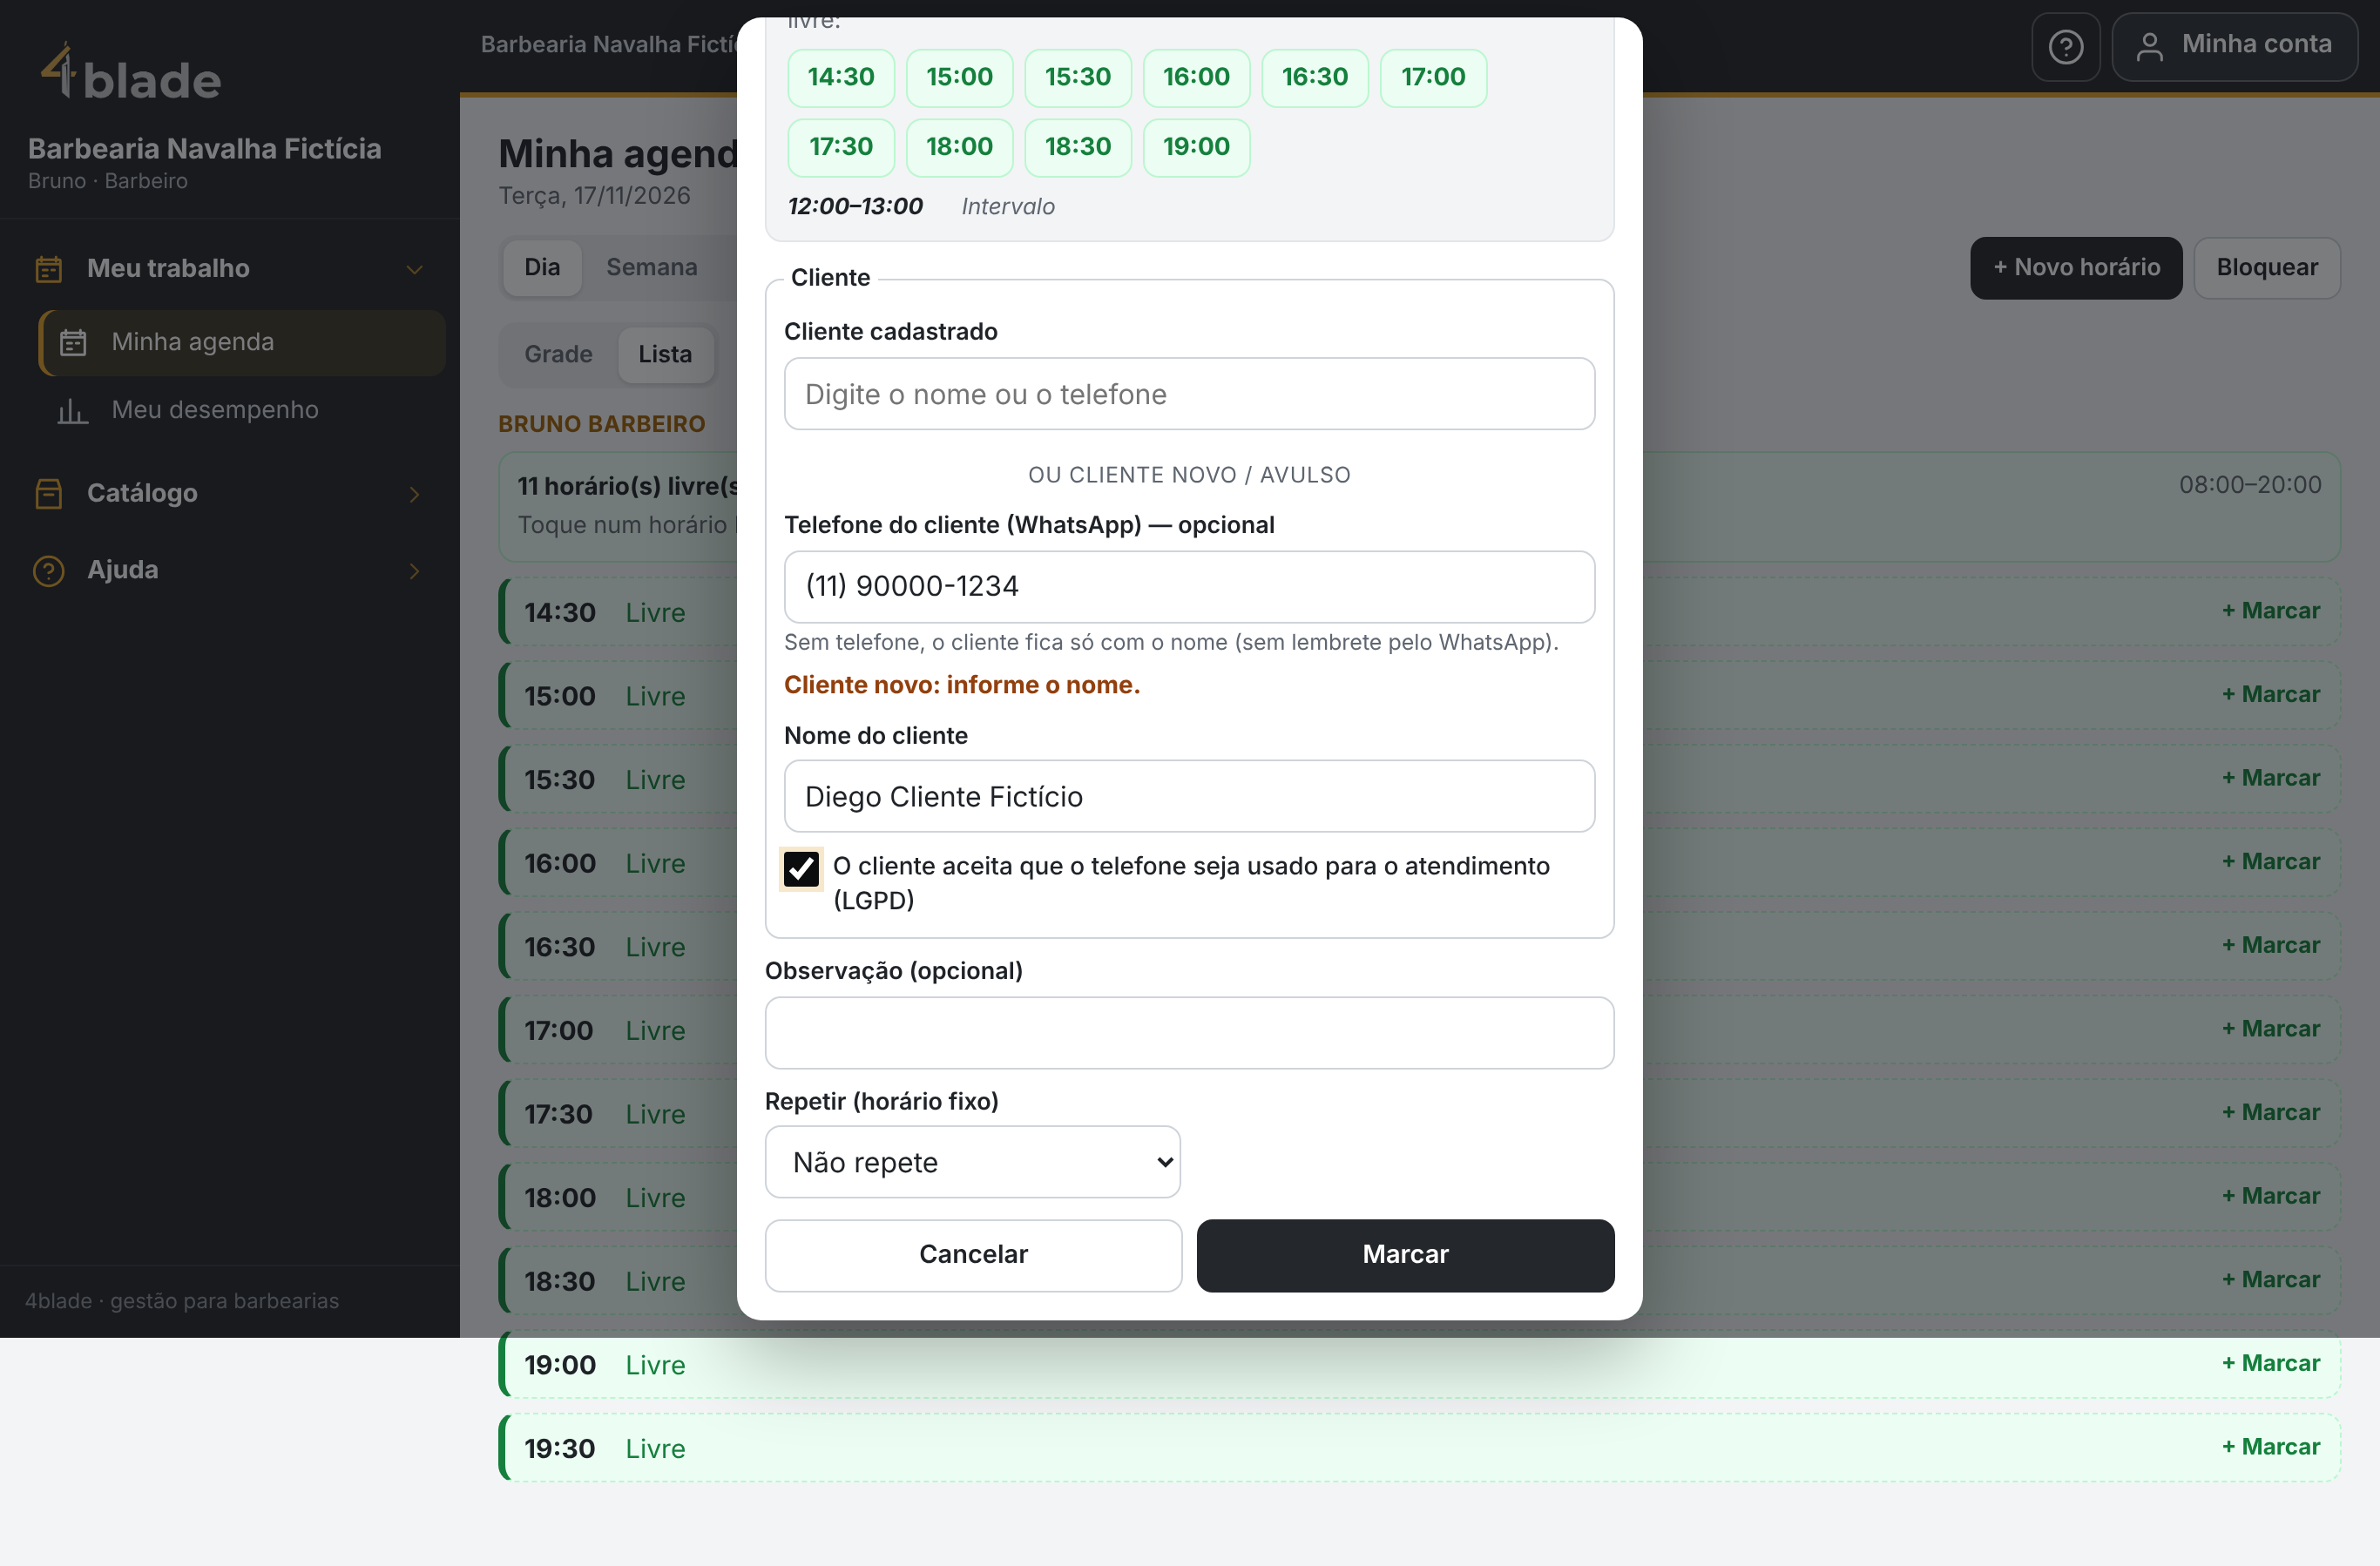 4blade
Barbearia Navalha Fictícia
Bruno · Barbeiro
Meu trabalho
Minha agenda
Meu desempenho
Catálogo
Ajuda
4blade · gestão para barbearias
Barbearia Navalha
Minha conta
Minha
Terça, 17/11/2026
Dia
Semana
Grade
Lista
+ Novo horário
Bloquear
BRUNO BARBEIRO
11 horário(s)
08:00–20:00
Toque num horário
14:30 Livre + Marcar
15:00 Livre + Marcar
15:30 Livre + Marcar
16:00 Livre + Marcar
16:30 Livre + Marcar
17:00 Livre + Marcar
17:30 Livre + Marcar
18:00 Livre + Marcar
18:30 Livre + Marcar
19:00 Livre + Marcar
19:30 Livre + Marcar
livre:
14:30 15:00 15:30 16:00 16:30 17:00
17:30 18:00 18:30 19:00
12:00–13:00 Intervalo
Cliente
Cliente cadastrado
Digite o nome ou o telefone
OU CLIENTE NOVO / AVULSO
Telefone do cliente (WhatsApp) — opcional
(11) 90000-1234
Sem telefone, o cliente fica só com o nome (sem lembrete pelo WhatsApp).
Cliente novo: informe o nome.
Nome do cliente
Diego Cliente Fictício
O cliente aceita que o telefone seja usado para o atendimento
(LGPD)
Observação (opcional)
Repetir (horário fixo)
Não repete
Cancelar
Marcar